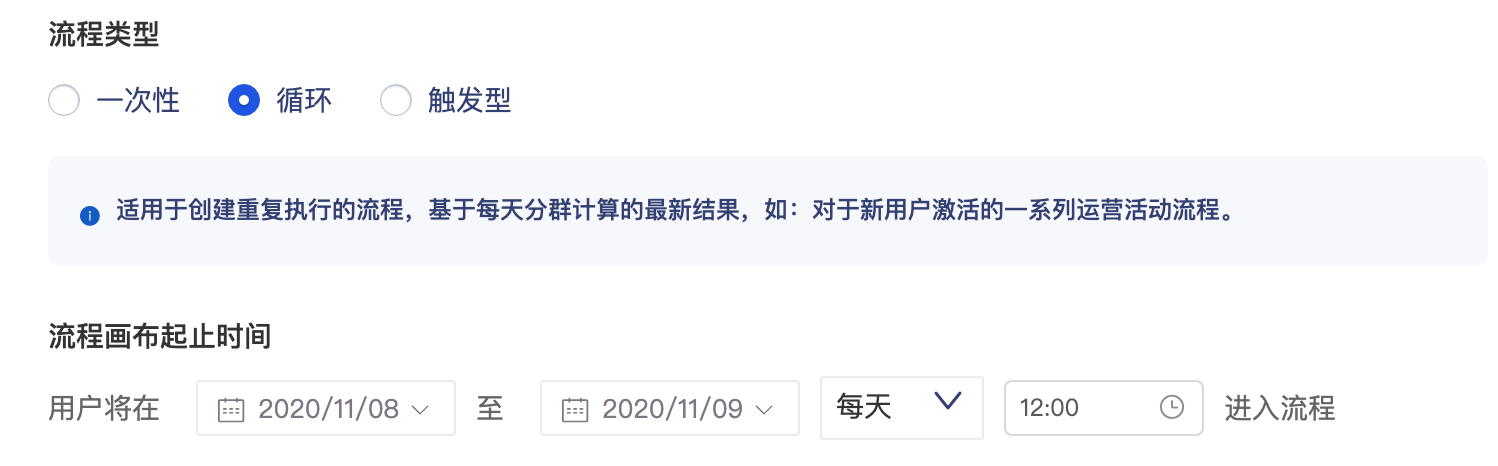 流程类型
一次性 循环 触发型
适用于创建重复执行的流程，基于每天分群计算的最新结果，如：对于新用户激活的一系列运营活动流程。
流程画布起止时间
用户将在 2020/11/08 至 2020/11/09 每天 12:00 进入流程